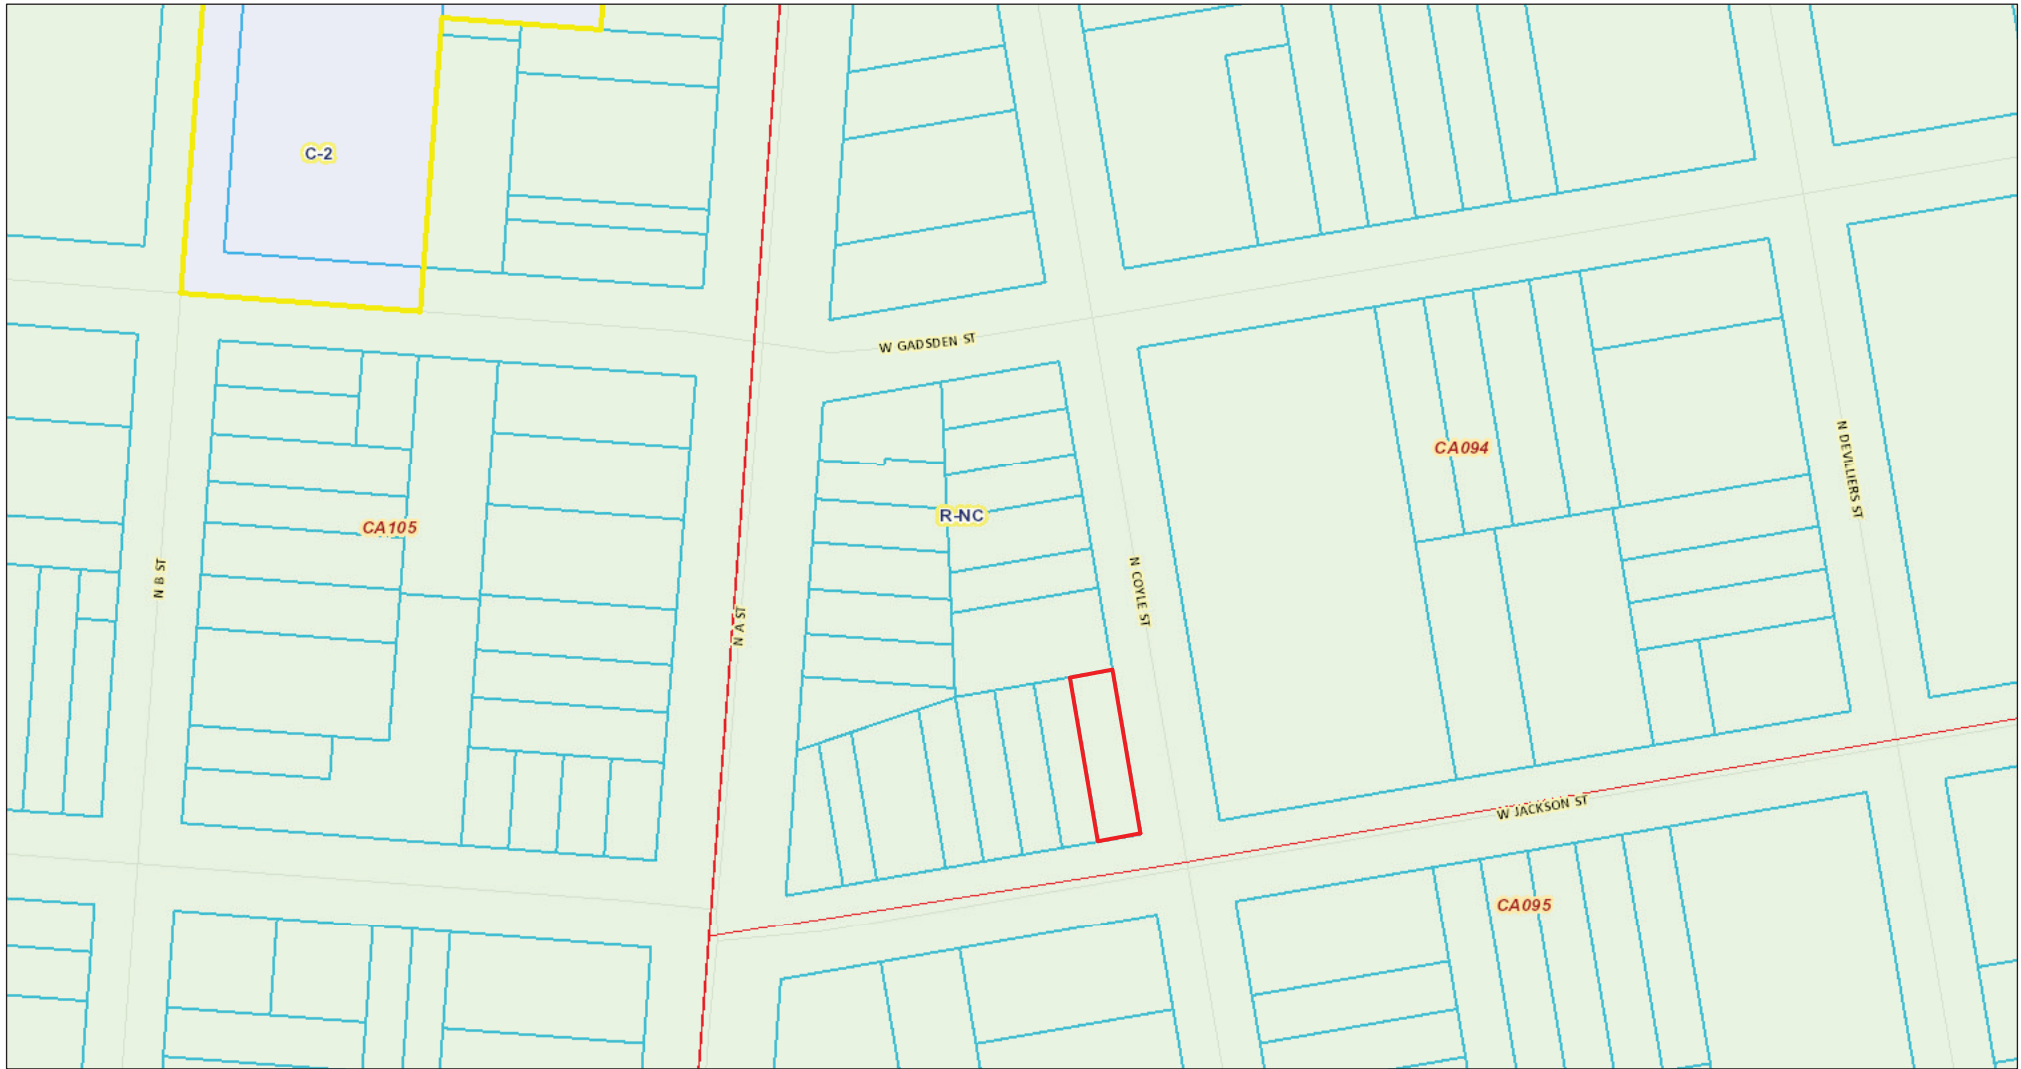 C-2
W GADSDEN ST
CA094
N DEVILLIERS ST
R-NC
CA105
N B ST
N COYLE ST
N A ST
W JACKSON ST
CA095